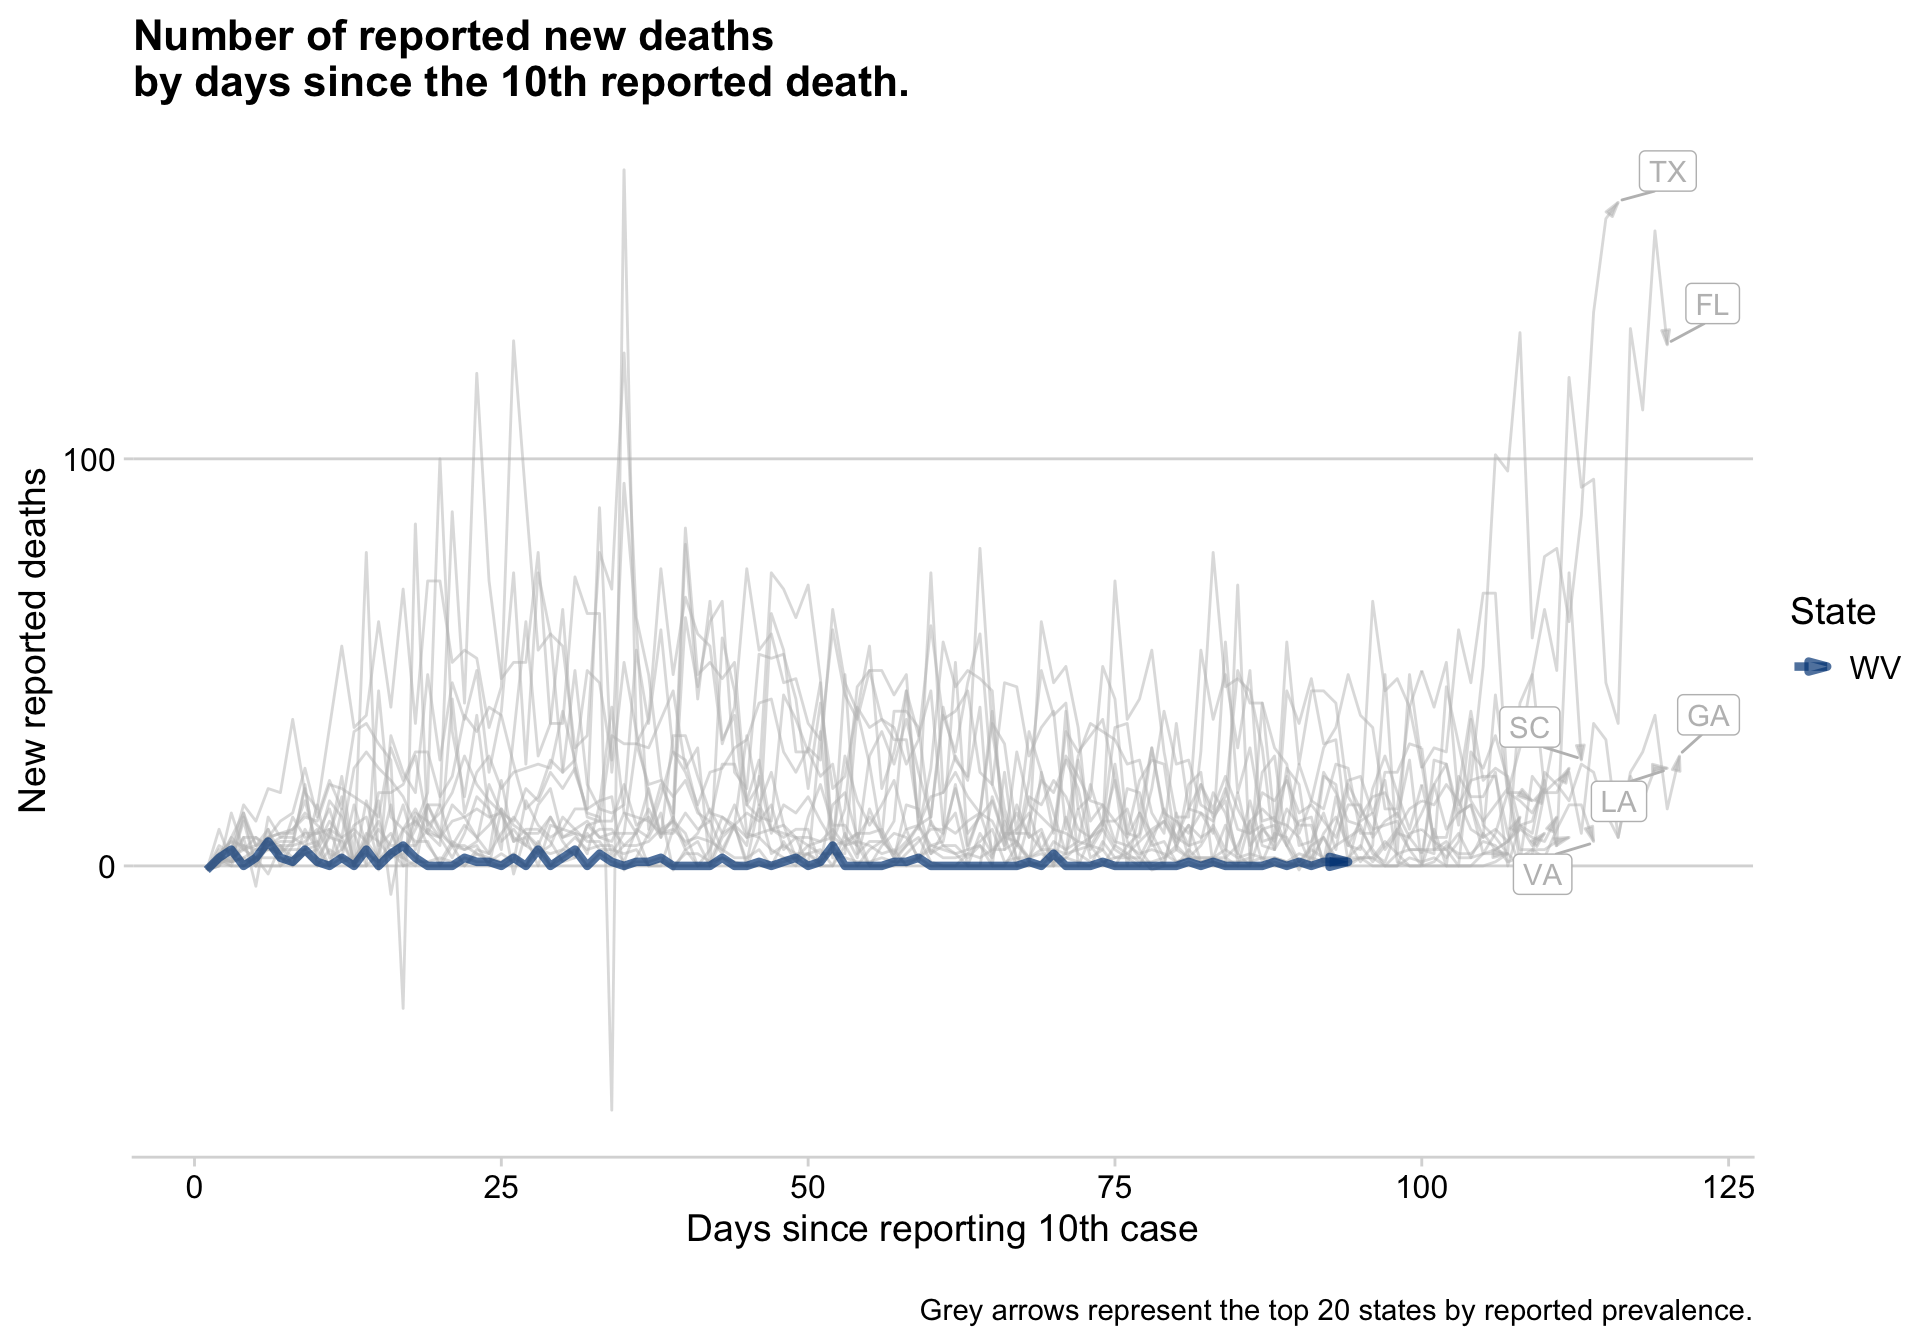 Number of reported new deaths
by days since the 10th reported death.
TX
FL
100
New reported deaths
State
WV
SC
GA
LA
VA
0
0 25 50 75 100 125
Days since reporting 10th case
Grey arrows represent the top 20 states by reported prevalence.